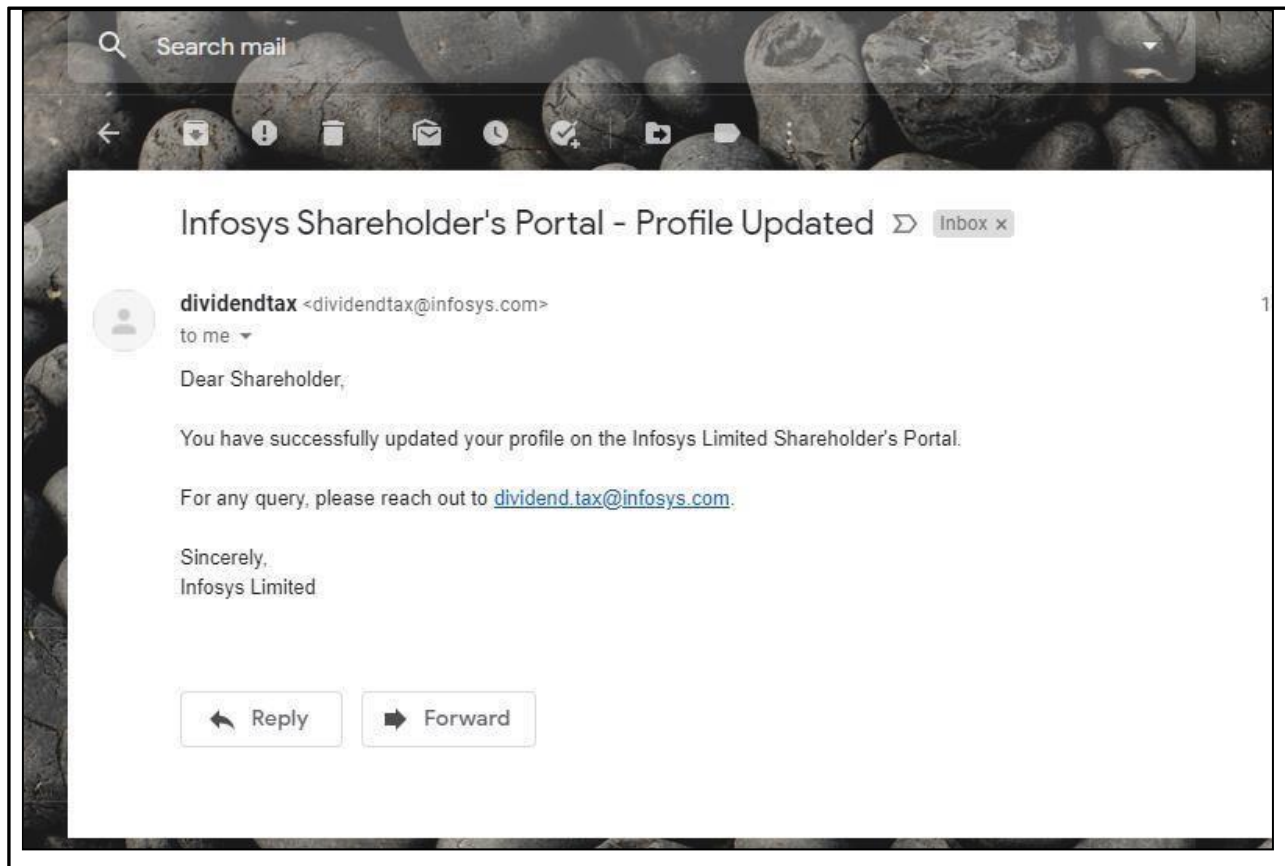 Search mail
Infosys Shareholder's Portal - Profile Updated Inbox x
dividendtax <dividendtax@infosys.com>
1
to me
Dear Shareholder,
You have successfully updated your profile on the Infosys Limited Shareholder's Portal.
For any query, please reach out to dividend.tax@infosys.com.
Sincerely,
Infosys Limited
Reply Forward